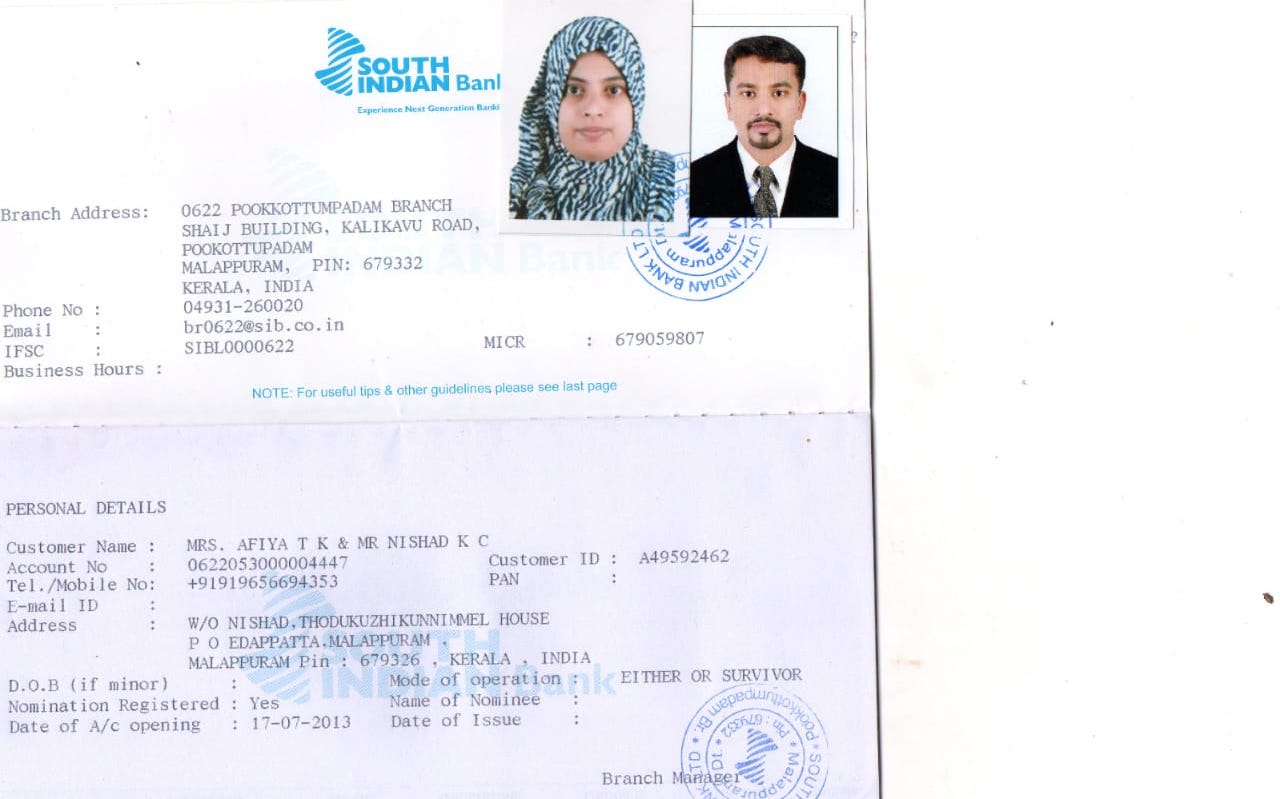 SOUTH
INDIAN Bank
Experience Next Generation Banki
Branch Address: 0622 POOKKOTTUMPADAM BRANCH
SHAIJ BUILDING, KALIKAVU ROAD,
POOKOTTUPADAM
MALAPPURAM, PIN: 679332
KERALA, INDIA
Phone No : 04931-260020
Email : br0622@sib.co.in
IFSC : SIBL0000622 MICR : 679059807
Business Hours :
NOTE: For useful tips & other guidelines please see last page
SOUTH INDIAN BANK LTD
Malappuram D
PERSONAL DETAILS
Customer Name : MRS. AFIYA T K & MR NISHAD K C
Account No : 0622053000004447 Customer ID : A49592462
Tel./Mobile No: +91919656694353 PAN :
E-mail ID :
Address : W/O NISHAD,THODUKUZHIKUNNIMMEL HOUSE
P O EDAPPATTA.MALAPPURAM ,
MALAPPURAM Pin : 679326 , KERALA , INDIA
D.O.B (if minor) : Mode of operation : EITHER OR SURVIVOR
Nomination Registered : Yes Name of Nominee :
Date of A/c opening : 17-07-2013 Date of Issue :
SOUTH
INDIAN Bank
Branch Manager
Pookkottumpadam Br.
Pin : 679332
Malappuram Dt.